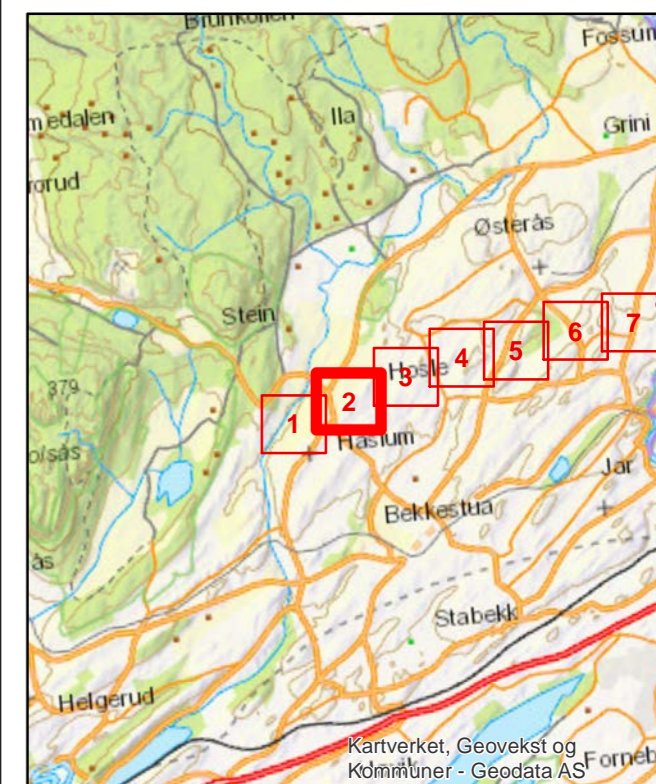 Brunkollen
Fossum
medalen
Ila
Grini
rorud
Østerås
Stein
7
6
5
4
Hosle
3
379
2
1
Haslum
olsås
Jar
Bekkestua
ås
Stabekk
Helgerud
Kartverket, Geovekst og
Kommuner - Geodata AS
Forneb